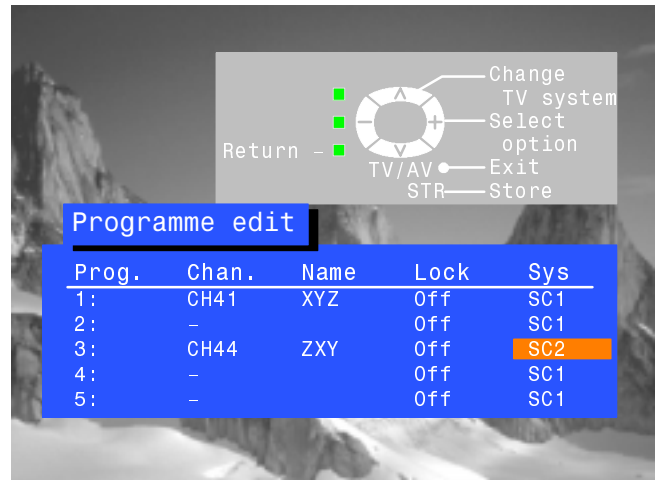 Change
TV system
Select
option
Return –
TV/AV Exit
STR Store
Programme edit
Prog. Chan. Name Lock Sys
1: CH41 XYZ Off SC1
2: – Off SC1
3: CH44 ZXY Off SC2
4: – Off SC1
5: – Off SC1